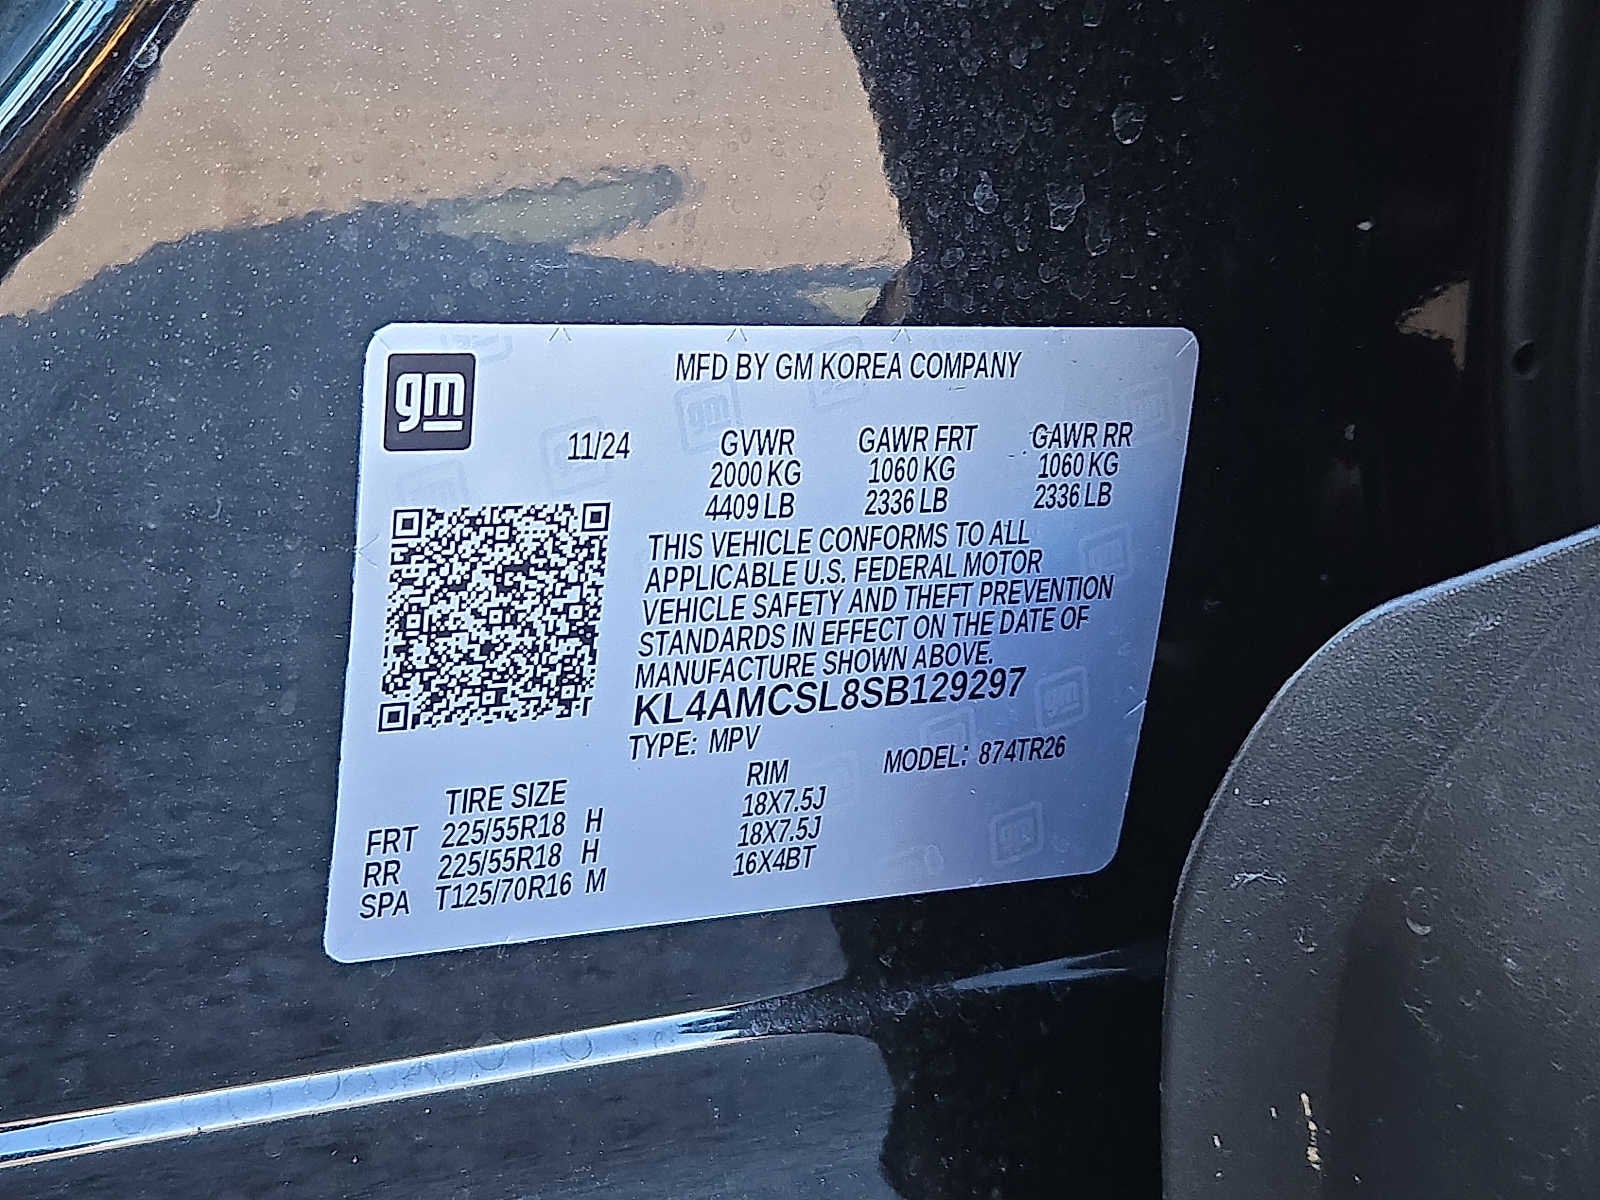 gm
MFD BY GM KOREA COMPANY
11/24 GVWR GAWR FRT GAWR RR
2000 KG 1060 KG 1060 KG
4409 LB 2336 LB 2336 LB
THIS VEHICLE CONFORMS TO ALL
APPLICABLE U.S. FEDERAL MOTOR
VEHICLE SAFETY AND THEFT PREVENTION
STANDARDS IN EFFECT ON THE DATE OF
MANUFACTURE SHOWN ABOVE.
KL4AMCSL8SB129297
TYPE: MPV MODEL: 874TR26
TIRE SIZE RIM
FRT 225/55R18 H 18X7.5J
RR 225/55R18 H 18X7.5J
SPA T125/70R16 M 16X4BT